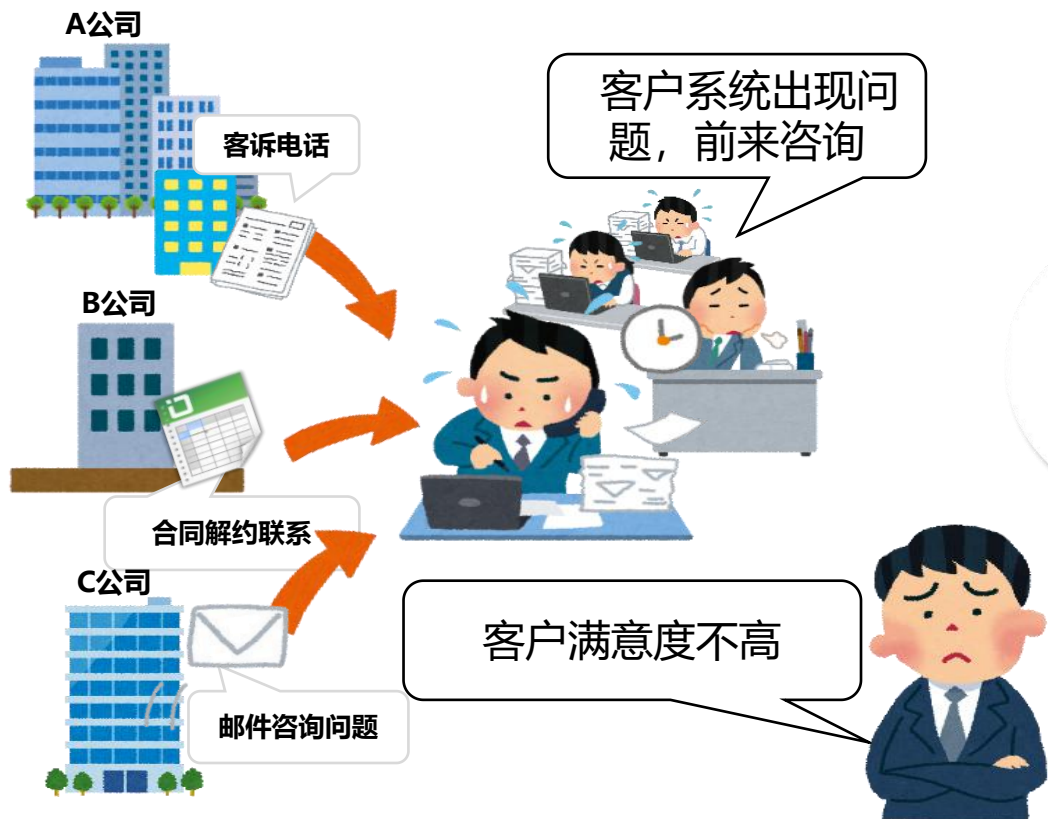 A公司
客诉电话
客户系统出现问
题，前来咨询
B公司
合同解约联系
C公司
邮件咨询问题
客户满意度不高